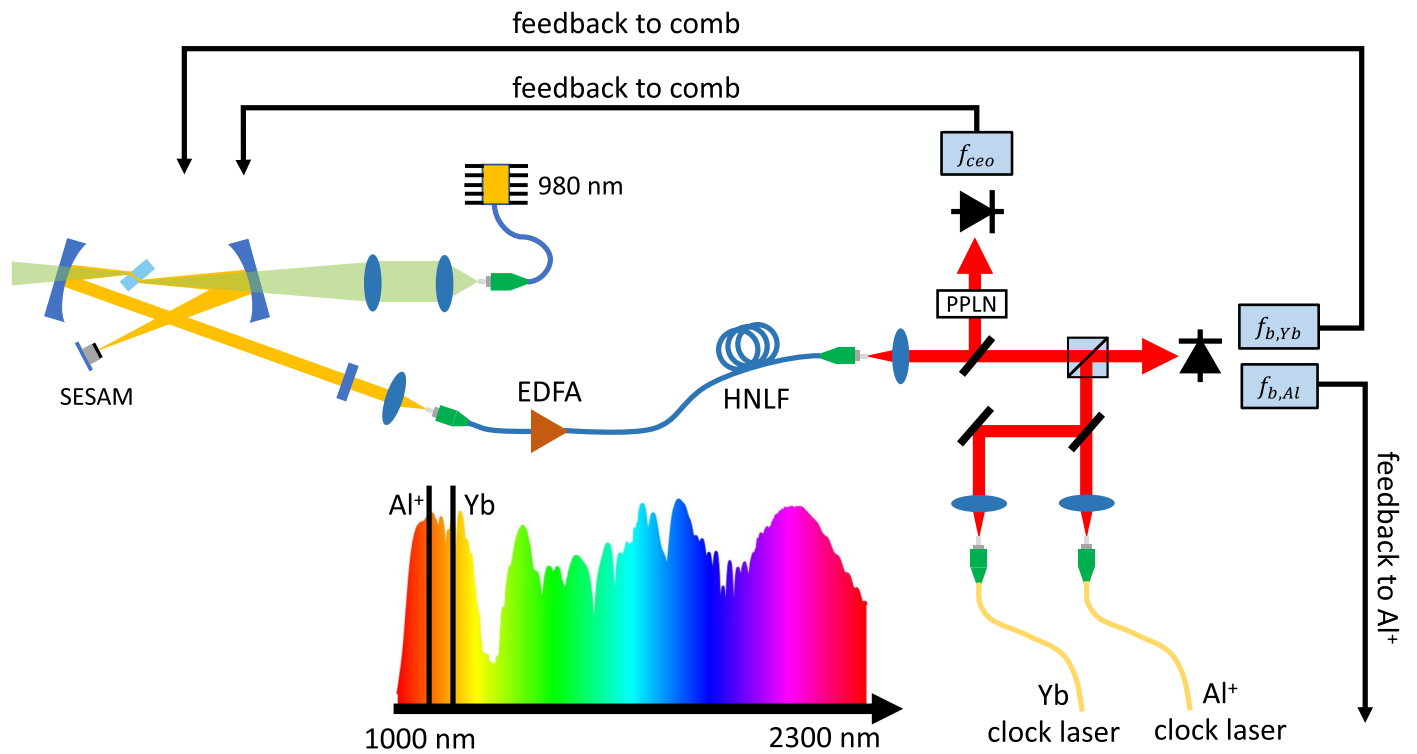 feedback to comb
feedback to comb
f_ceo
980 nm
PPLN
f_b,Yb
f_b,Al
SESAM
EDFA
HNLF
feedback to Al⁺
Al⁺
Yb
1000 nm
2300 nm
Yb
clock laser
Al⁺
clock laser